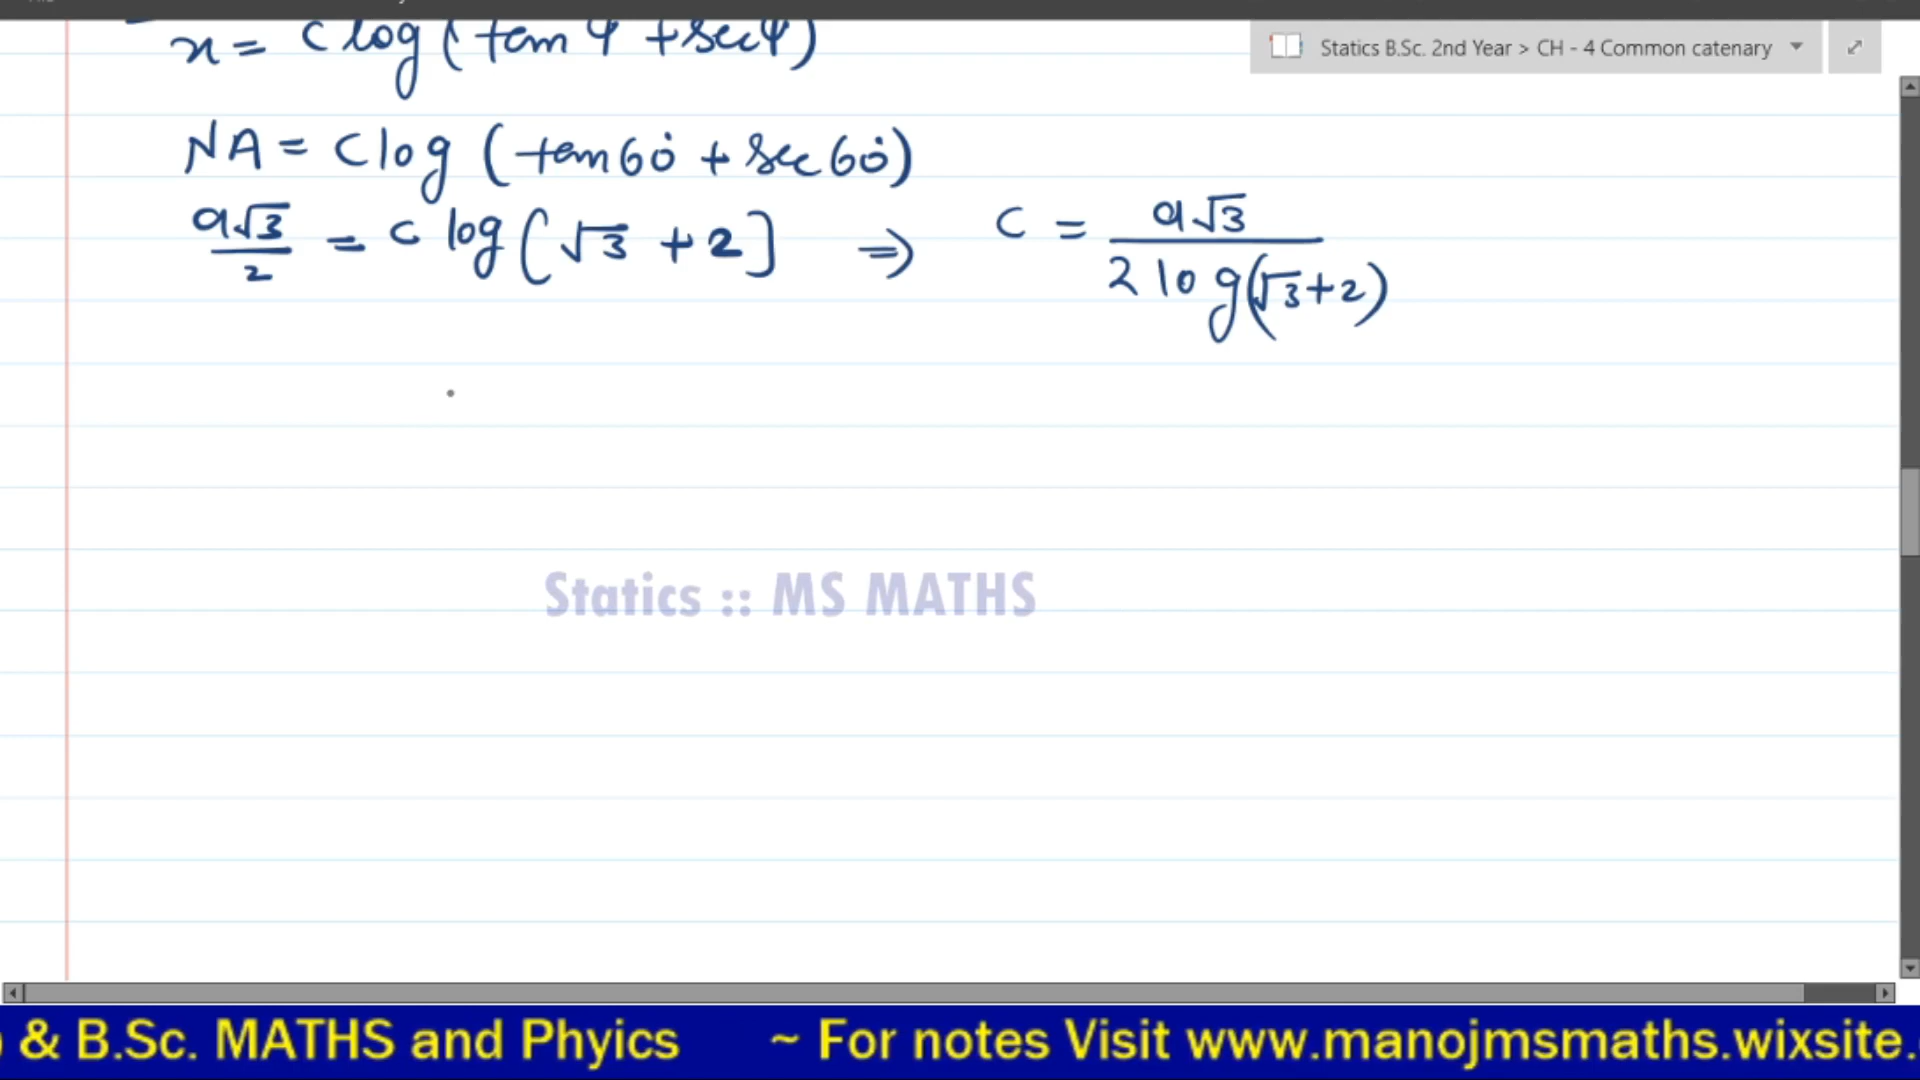 x = c log (tan ψ + sec ψ)
Statics B.Sc. 2nd Year > CH - 4 Common catenary
NA = c log (tan 60° + sec 60°)
a√3/2 = c log [√3 + 2] ⇒ c = a√3 / 2 log(√3+2)
Statics :: MS MATHS
& B.Sc. MATHS and Phyics ~ For notes Visit www.manojmsmaths.wixsite.